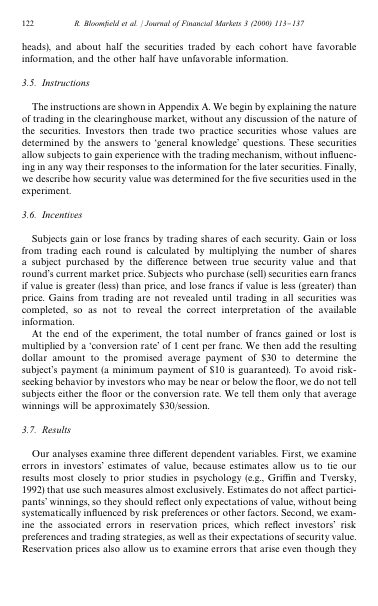 122 R. Bloomfield et al. / Journal of Financial Markets 3 (2000) 113–137
heads), and about half the securities traded by each cohort have favorable
information, and the other half have unfavorable information.
3.5. Instructions
The instructions are shown in Appendix A. We begin by explaining the nature
of trading in the clearinghouse market, without any discussion of the nature of
the securities. Investors then trade two practice securities whose values are
determined by the answers to ‘general knowledge’ questions. These securities
allow subjects to gain experience with the trading mechanism, without influenc-
ing in any way their responses to the information for the later securities. Finally,
we describe how security value was determined for the five securities used in the
experiment.
3.6. Incentives
Subjects gain or lose francs by trading shares of each security. Gain or loss
from trading each round is calculated by multiplying the number of shares
a subject purchased by the difference between true security value and that
round's current market price. Subjects who purchase (sell) securities earn francs
if value is greater (less) than price, and lose francs if value is less (greater) than
price. Gains from trading are not revealed until trading in all securities was
completed, so as not to reveal the correct interpretation of the available
information.
At the end of the experiment, the total number of francs gained or lost is
multiplied by a ‘conversion rate’ of 1 cent per franc. We then add the resulting
dollar amount to the promised average payment of $30 to determine the
subject's payment (a minimum payment of $10 is guaranteed). To avoid risk-
seeking behavior by investors who may be near or below the floor, we do not tell
subjects either the floor or the conversion rate. We tell them only that average
winnings will be approximately $30/session.
3.7. Results
Our analyses examine three different dependent variables. First, we examine
errors in investors' estimates of value, because estimates allow us to tie our
results most closely to prior studies in psychology (e.g., Griffin and Tversky,
1992) that use such measures almost exclusively. Estimates do not affect partici-
pants' winnings, so they should reflect only expectations of value, without being
systematically influenced by risk preferences or other factors. Second, we exam-
ine the associated errors in reservation prices, which reflect investors' risk
preferences and trading strategies, as well as their expectations of security value.
Reservation prices also allow us to examine errors that arise even though they